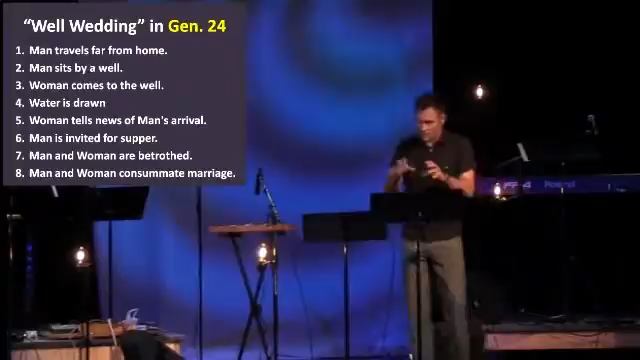 “Well Wedding” in Gen. 24
1. Man travels far from home.
2. Man sits by a well.
3. Woman comes to the well.
4. Water is drawn
5. Woman tells news of Man's arrival.
6. Man is invited for supper.
7. Man and Woman are betrothed.
8. Man and Woman consummate marriage.
Roland